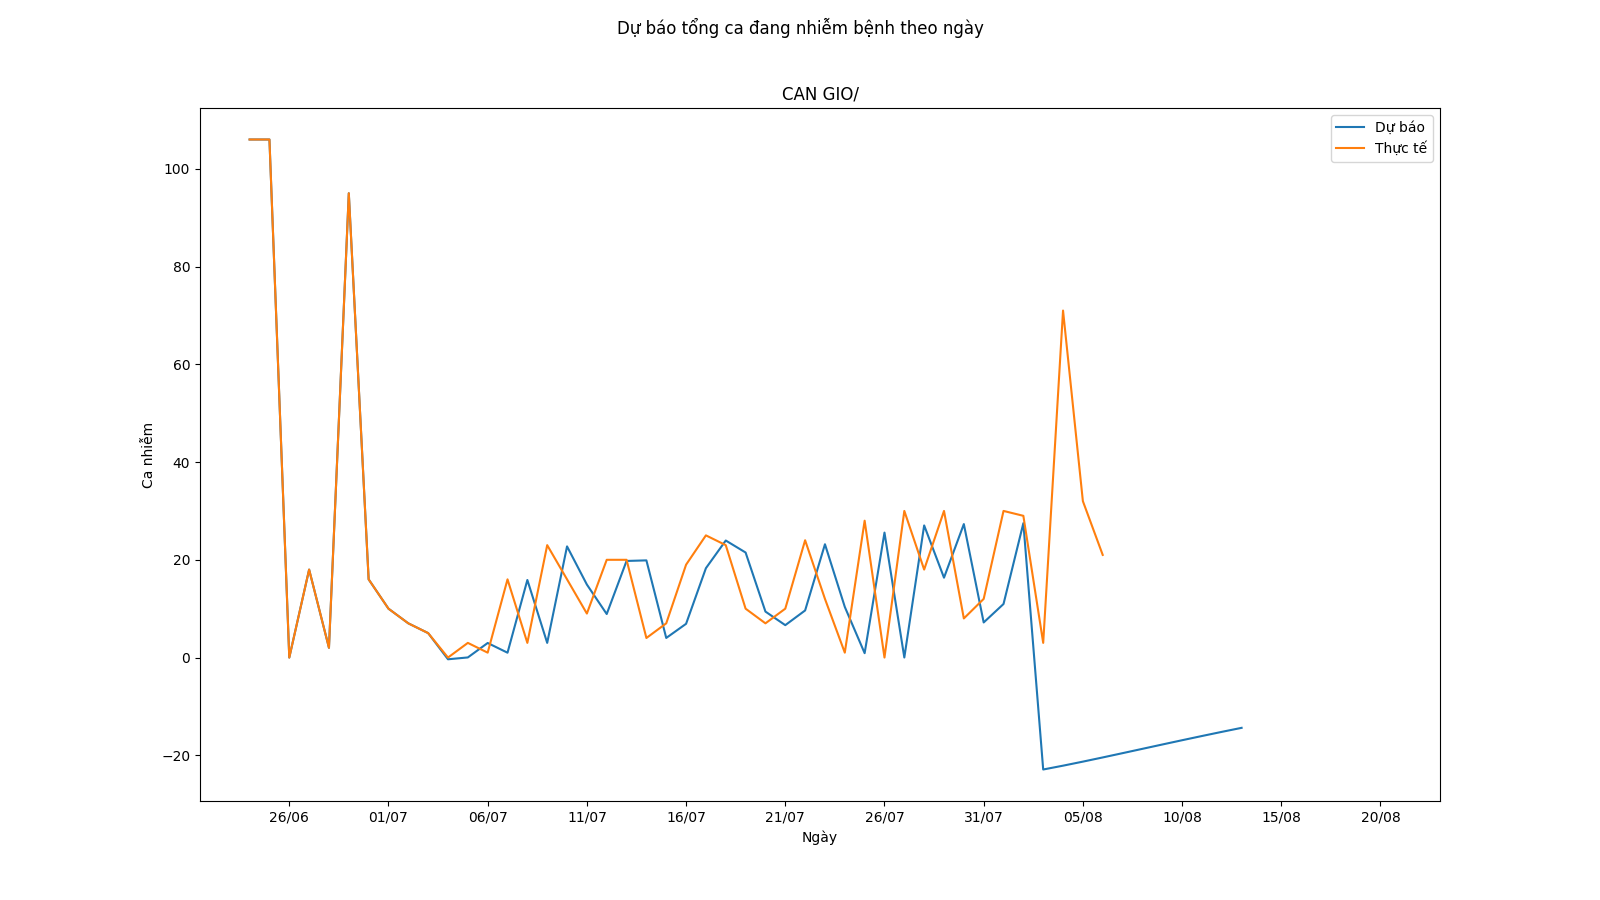 Dự báo tổng ca đang nhiễm bệnh theo ngày
CAN GIO/
Dự báo
Thực tế
100
80
60
40
20
0
−20
Ca nhiễm
26/06 01/07 06/07 11/07 16/07 21/07 26/07 31/07 05/08 10/08 15/08 20/08
Ngày